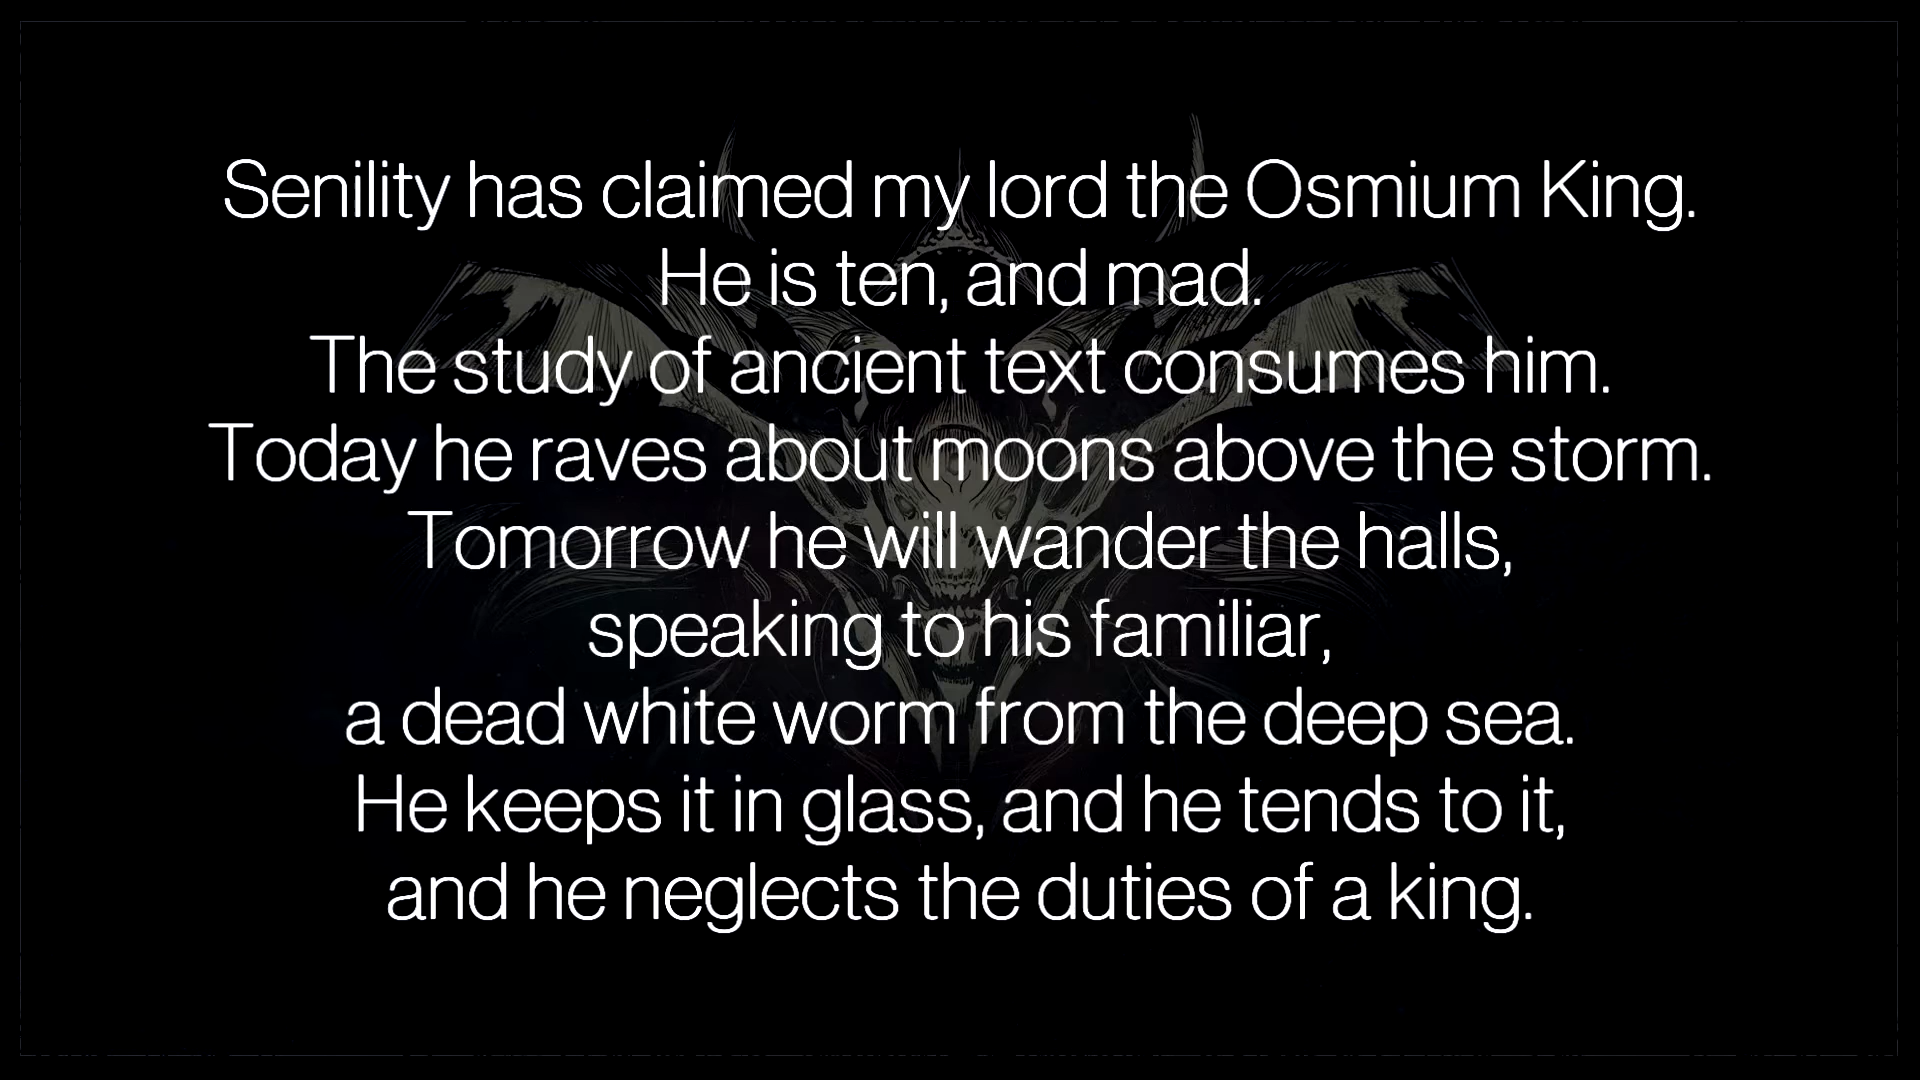 Senility has claimed my lord the Osmium King.
He is ten, and mad.
The study of ancient text consumes him.
Today he raves about moons above the storm.
Tomorrow he will wander the halls,
speaking to his familiar,
a dead white worm from the deep sea.
He keeps it in glass, and he tends to it,
and he neglects the duties of a king.